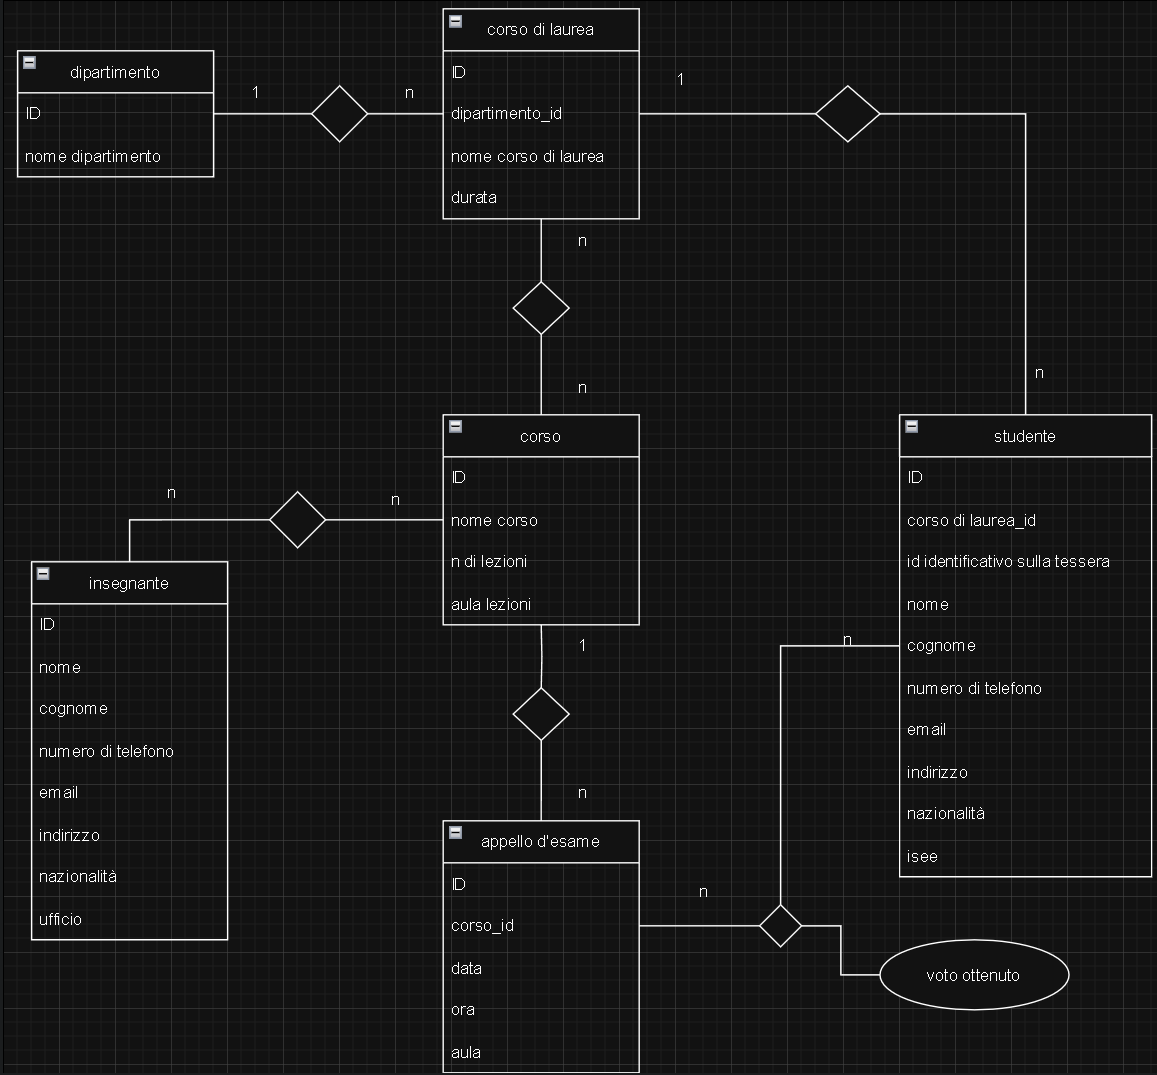 corso di laurea
ID
dipartimento_id
nome corso di laurea
durata
dipartimento
ID
nome dipartimento
1
n
1
n
n
n
corso
ID
nome corso
n di lezioni
aula lezioni
studente
ID
corso di laurea_id
id identificativo sulla tessera
nome
cognome
numero di telefono
email
indirizzo
nazionalità
isee
n
n
insegnante
ID
nome
cognome
numero di telefono
email
indirizzo
nazionalità
ufficio
1
n
n
appello d'esame
ID
corso_id
data
ora
aula
n
voto ottenuto